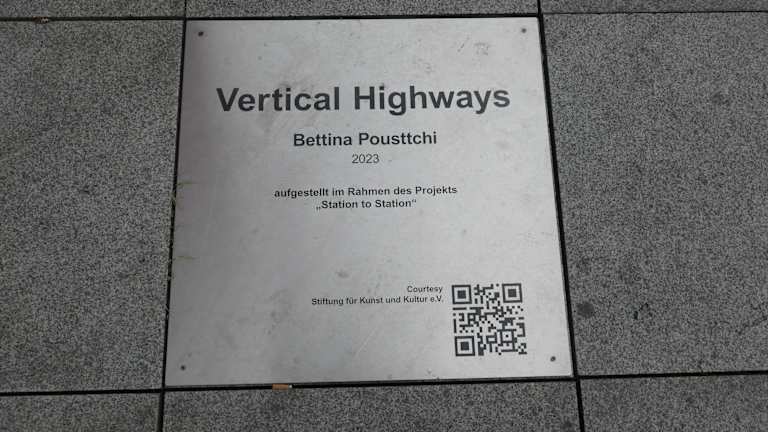 Vertical Highways
Bettina Pousttchi
2023
aufgestellt im Rahmen des Projekts
„Station to Station“
Courtesy
Stiftung für Kunst und Kultur e.V.